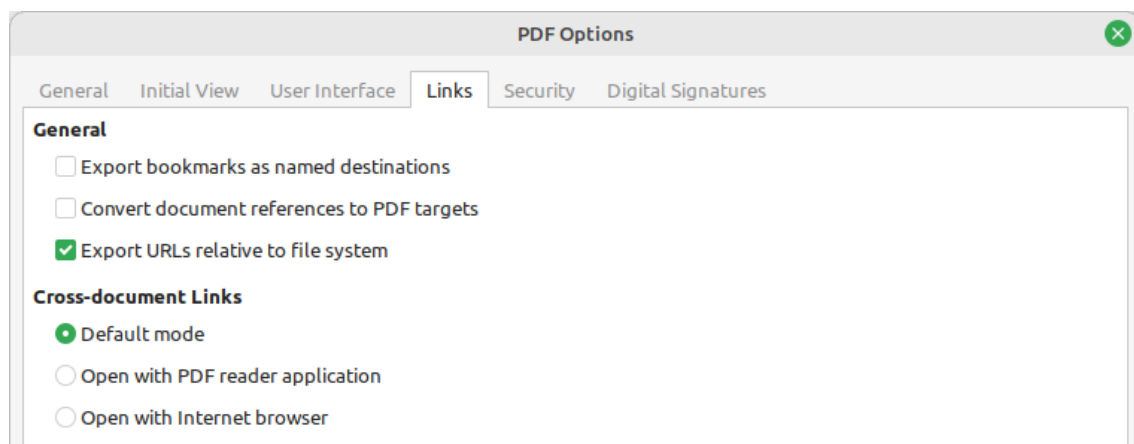 PDF Options
General Initial View User Interface Links Security Digital Signatures
General
Export bookmarks as named destinations
Convert document references to PDF targets
Export URLs relative to file system
Cross-document Links
Default mode
Open with PDF reader application
Open with Internet browser